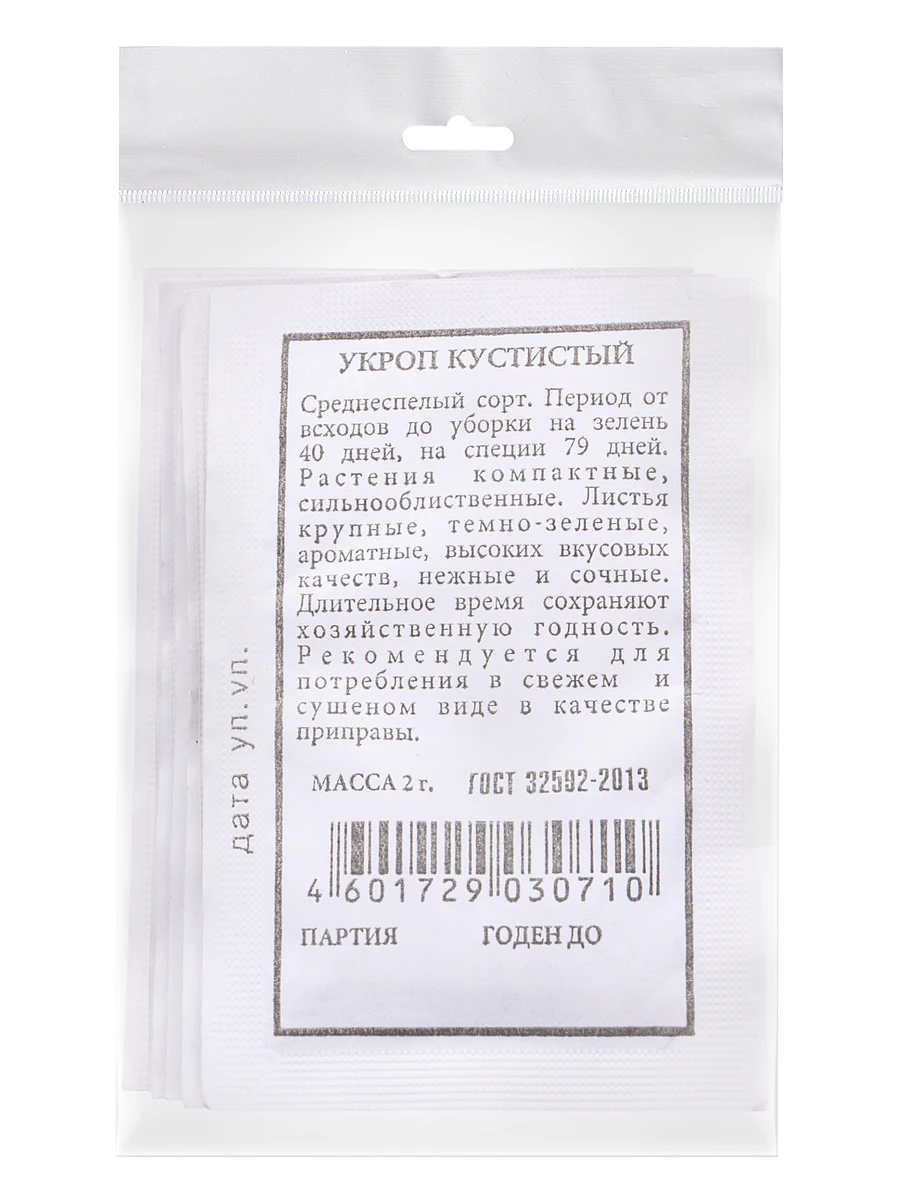 УКРОП КУСТИСТЫЙ
Среднеспелый сорт. Период от
всходов до уборки на зелень
40 дней, на специи 79 дней.
Растения компактные,
сильнооблиственные. Листья
крупные, темно-зеленые,
ароматные, высоких вкусовых
качеств, нежные и сочные.
Длительное время сохраняют
хозяйственную годность.
Рекомендуется для
потребления в свежем и
сушеном виде в качестве
приправы.
МАССА 2 г. ГОСТ 32592-2013
4 601729 030710
ПАРТИЯ ГОДЕН ДО
дата уп.уп.